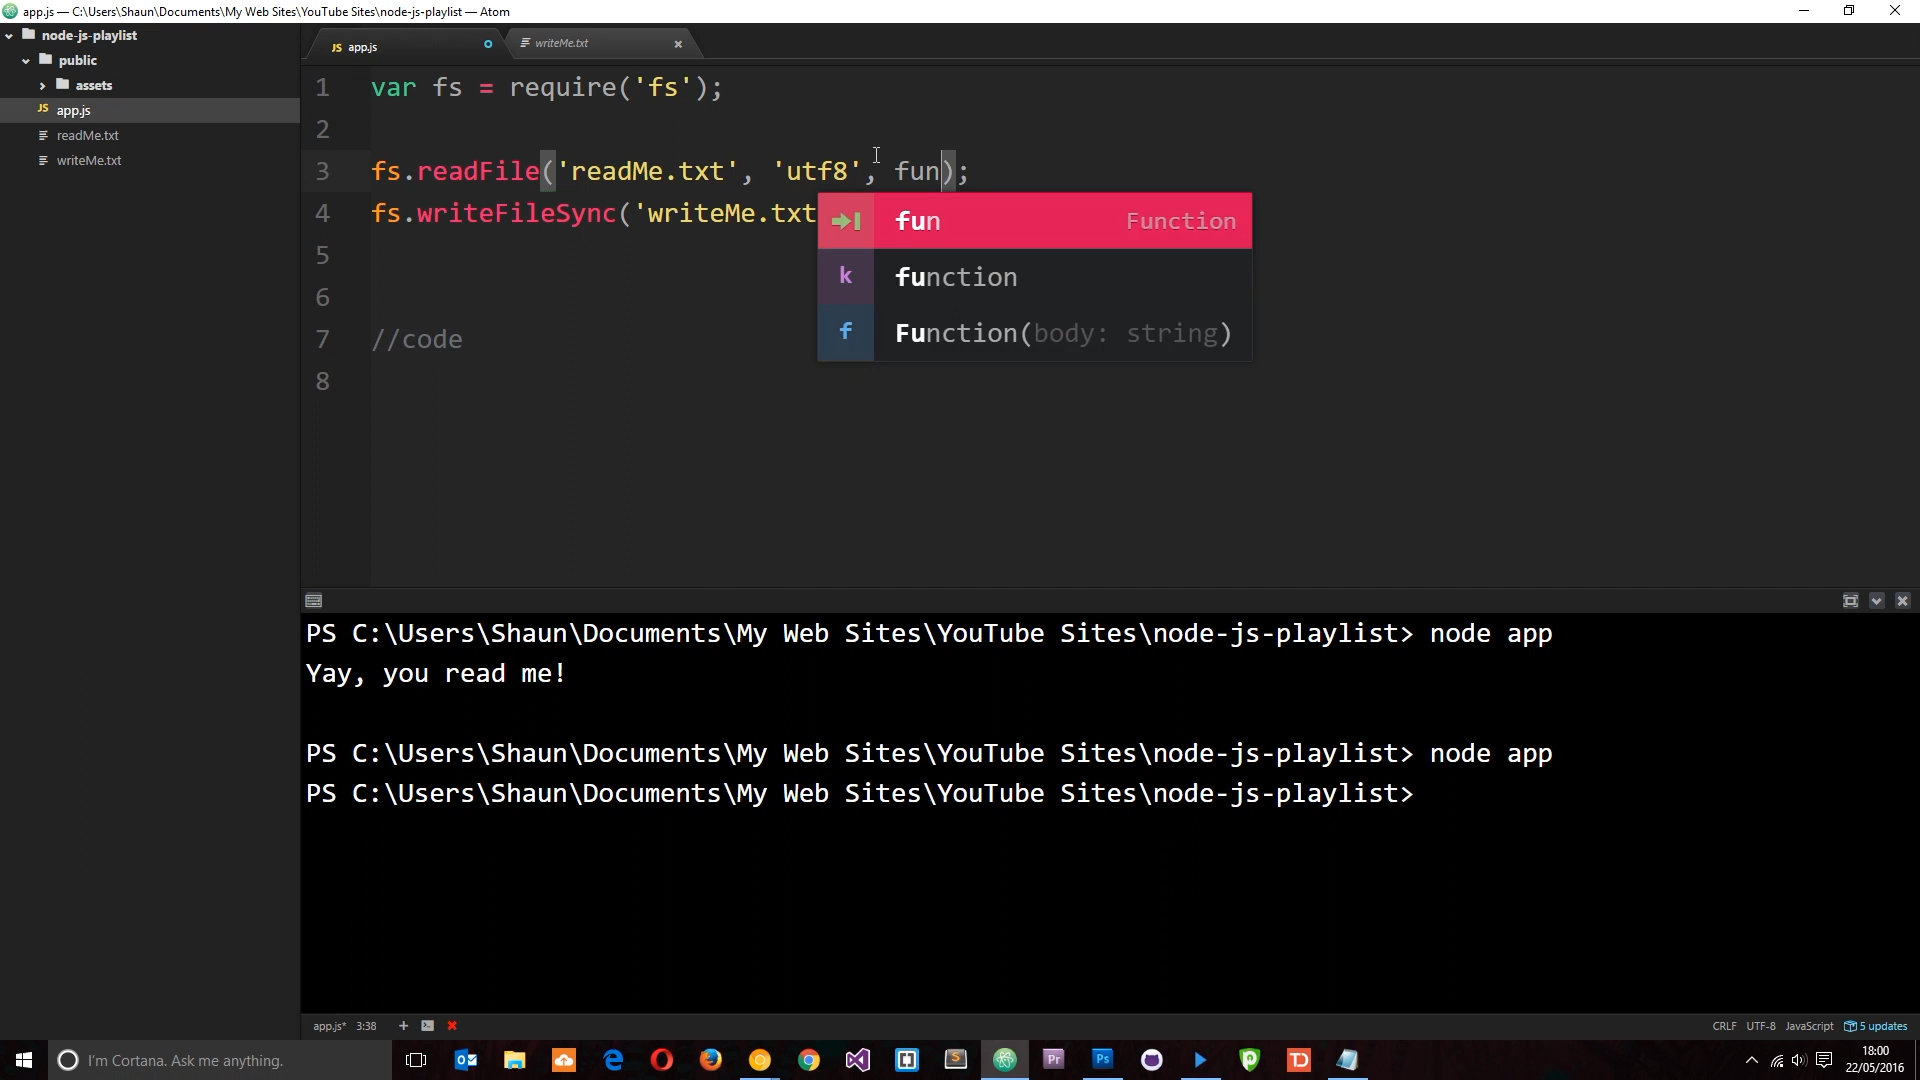 app.js — C:\Users\Shaun\Documents\My Web Sites\YouTube Sites\node-js-playlist — Atom
node-js-playlist
public
assets
JS app.js
readMe.txt
writeMe.txt
JS app.js
writeMe.txt
1 var fs = require('fs');
2
3 fs.readFile('readMe.txt', 'utf8', fun);
4 fs.writeFileSync('writeMe.txt
5
6
7 //code
8
fun Function
k function
f Function(body: string)
PS C:\Users\Shaun\Documents\My Web Sites\YouTube Sites\node-js-playlist> node app
Yay, you read me!
PS C:\Users\Shaun\Documents\My Web Sites\YouTube Sites\node-js-playlist> node app
PS C:\Users\Shaun\Documents\My Web Sites\YouTube Sites\node-js-playlist>
app.js* 3:38
CRLF UTF-8 JavaScript 5 updates
I'm Cortana. Ask me anything.
Pr
Ps
TD
18:00
22/05/2016